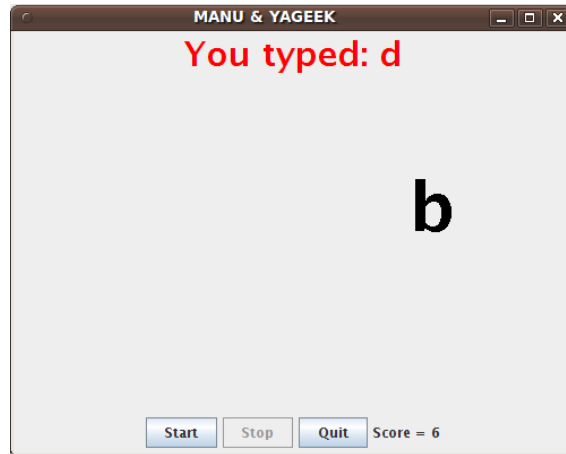 MANU & YAGEEK
You typed: d
b
Start Stop Quit Score = 6